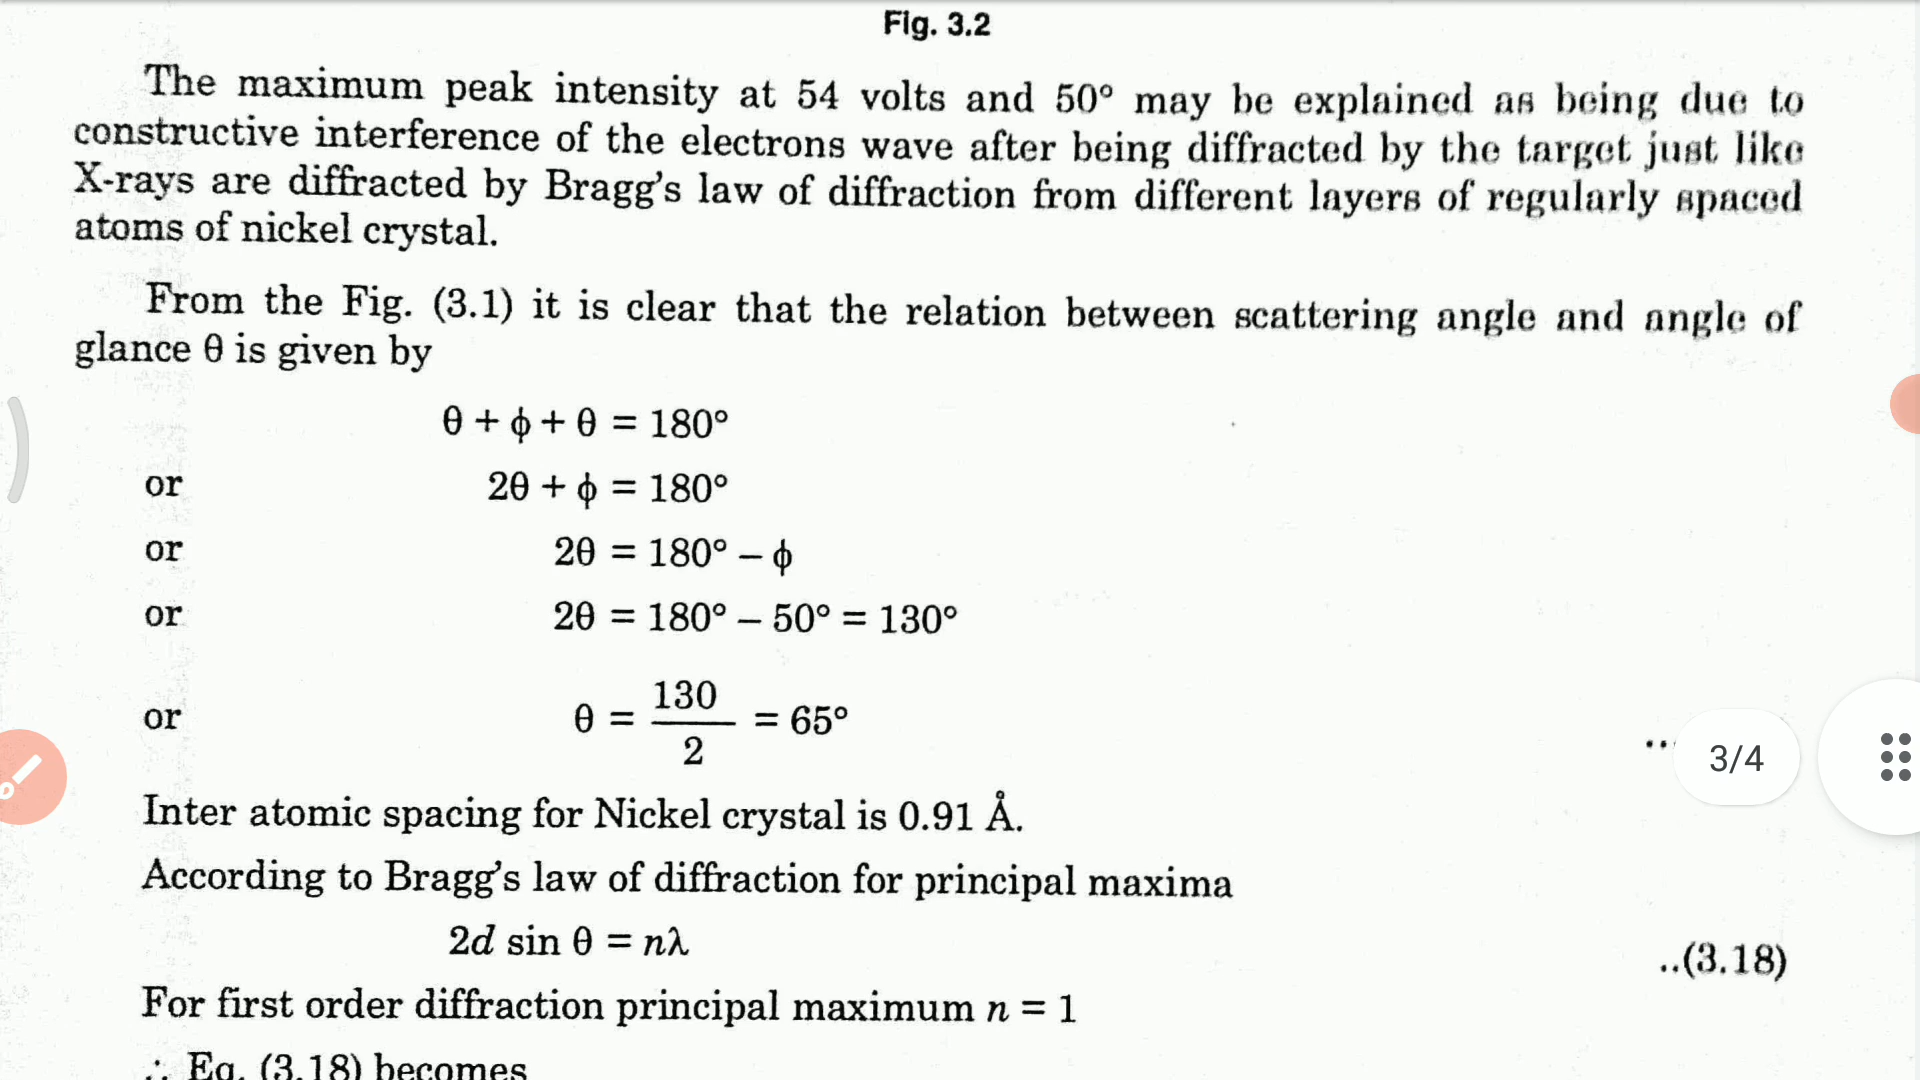 Fig. 3.2
The maximum peak intensity at 54 volts and 50° may be explained as being due to
constructive interference of the electrons wave after being diffracted by the target just like
X-rays are diffracted by Bragg's law of diffraction from different layers of regularly spaced
atoms of nickel crystal.
From the Fig. (3.1) it is clear that the relation between scattering angle and angle of
glance θ is given by
θ + ϕ + θ = 180°
or 2θ + ϕ = 180°
or 2θ = 180° – ϕ
or 2θ = 180° – 50° = 130°
or θ = 130/2 = 65° ...
3/4
Inter atomic spacing for Nickel crystal is 0.91 Å.
According to Bragg's law of diffraction for principal maxima
2d sin θ = nλ ..(3.18)
For first order diffraction principal maximum n = 1
∴ Eq. (3.18) becomes